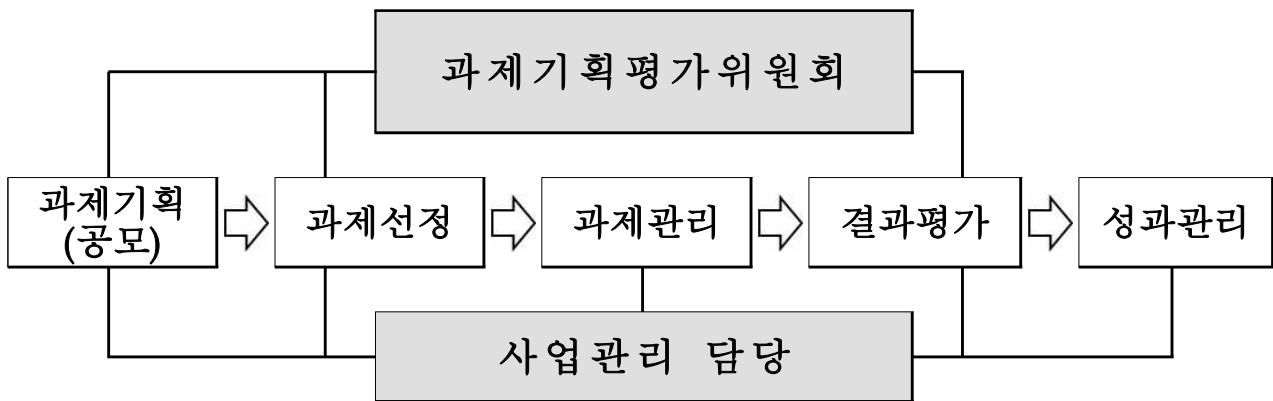 과제기획평가위원회
과제기획
(공모)
과제선정
과제관리
결과평가
성과관리
사업관리 담당